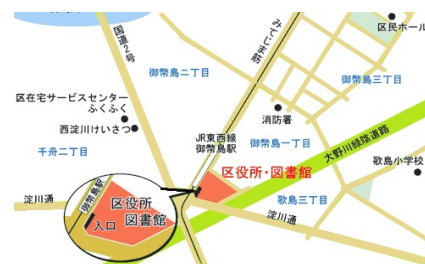 国道2号
みてじま筋
区民ホール
御幣島二丁目
御幣島三丁目
区在宅サービスセンター
ふくふく
西淀川けいさつ
消防署
JR東西線
御幣島駅
御幣島一丁目
大野川緑陰道路
千舟二丁目
区役所・図書館
歌島小学校
御幣島駅
淀川通
区役所
図書館
入口
歌島三丁目
淀川通